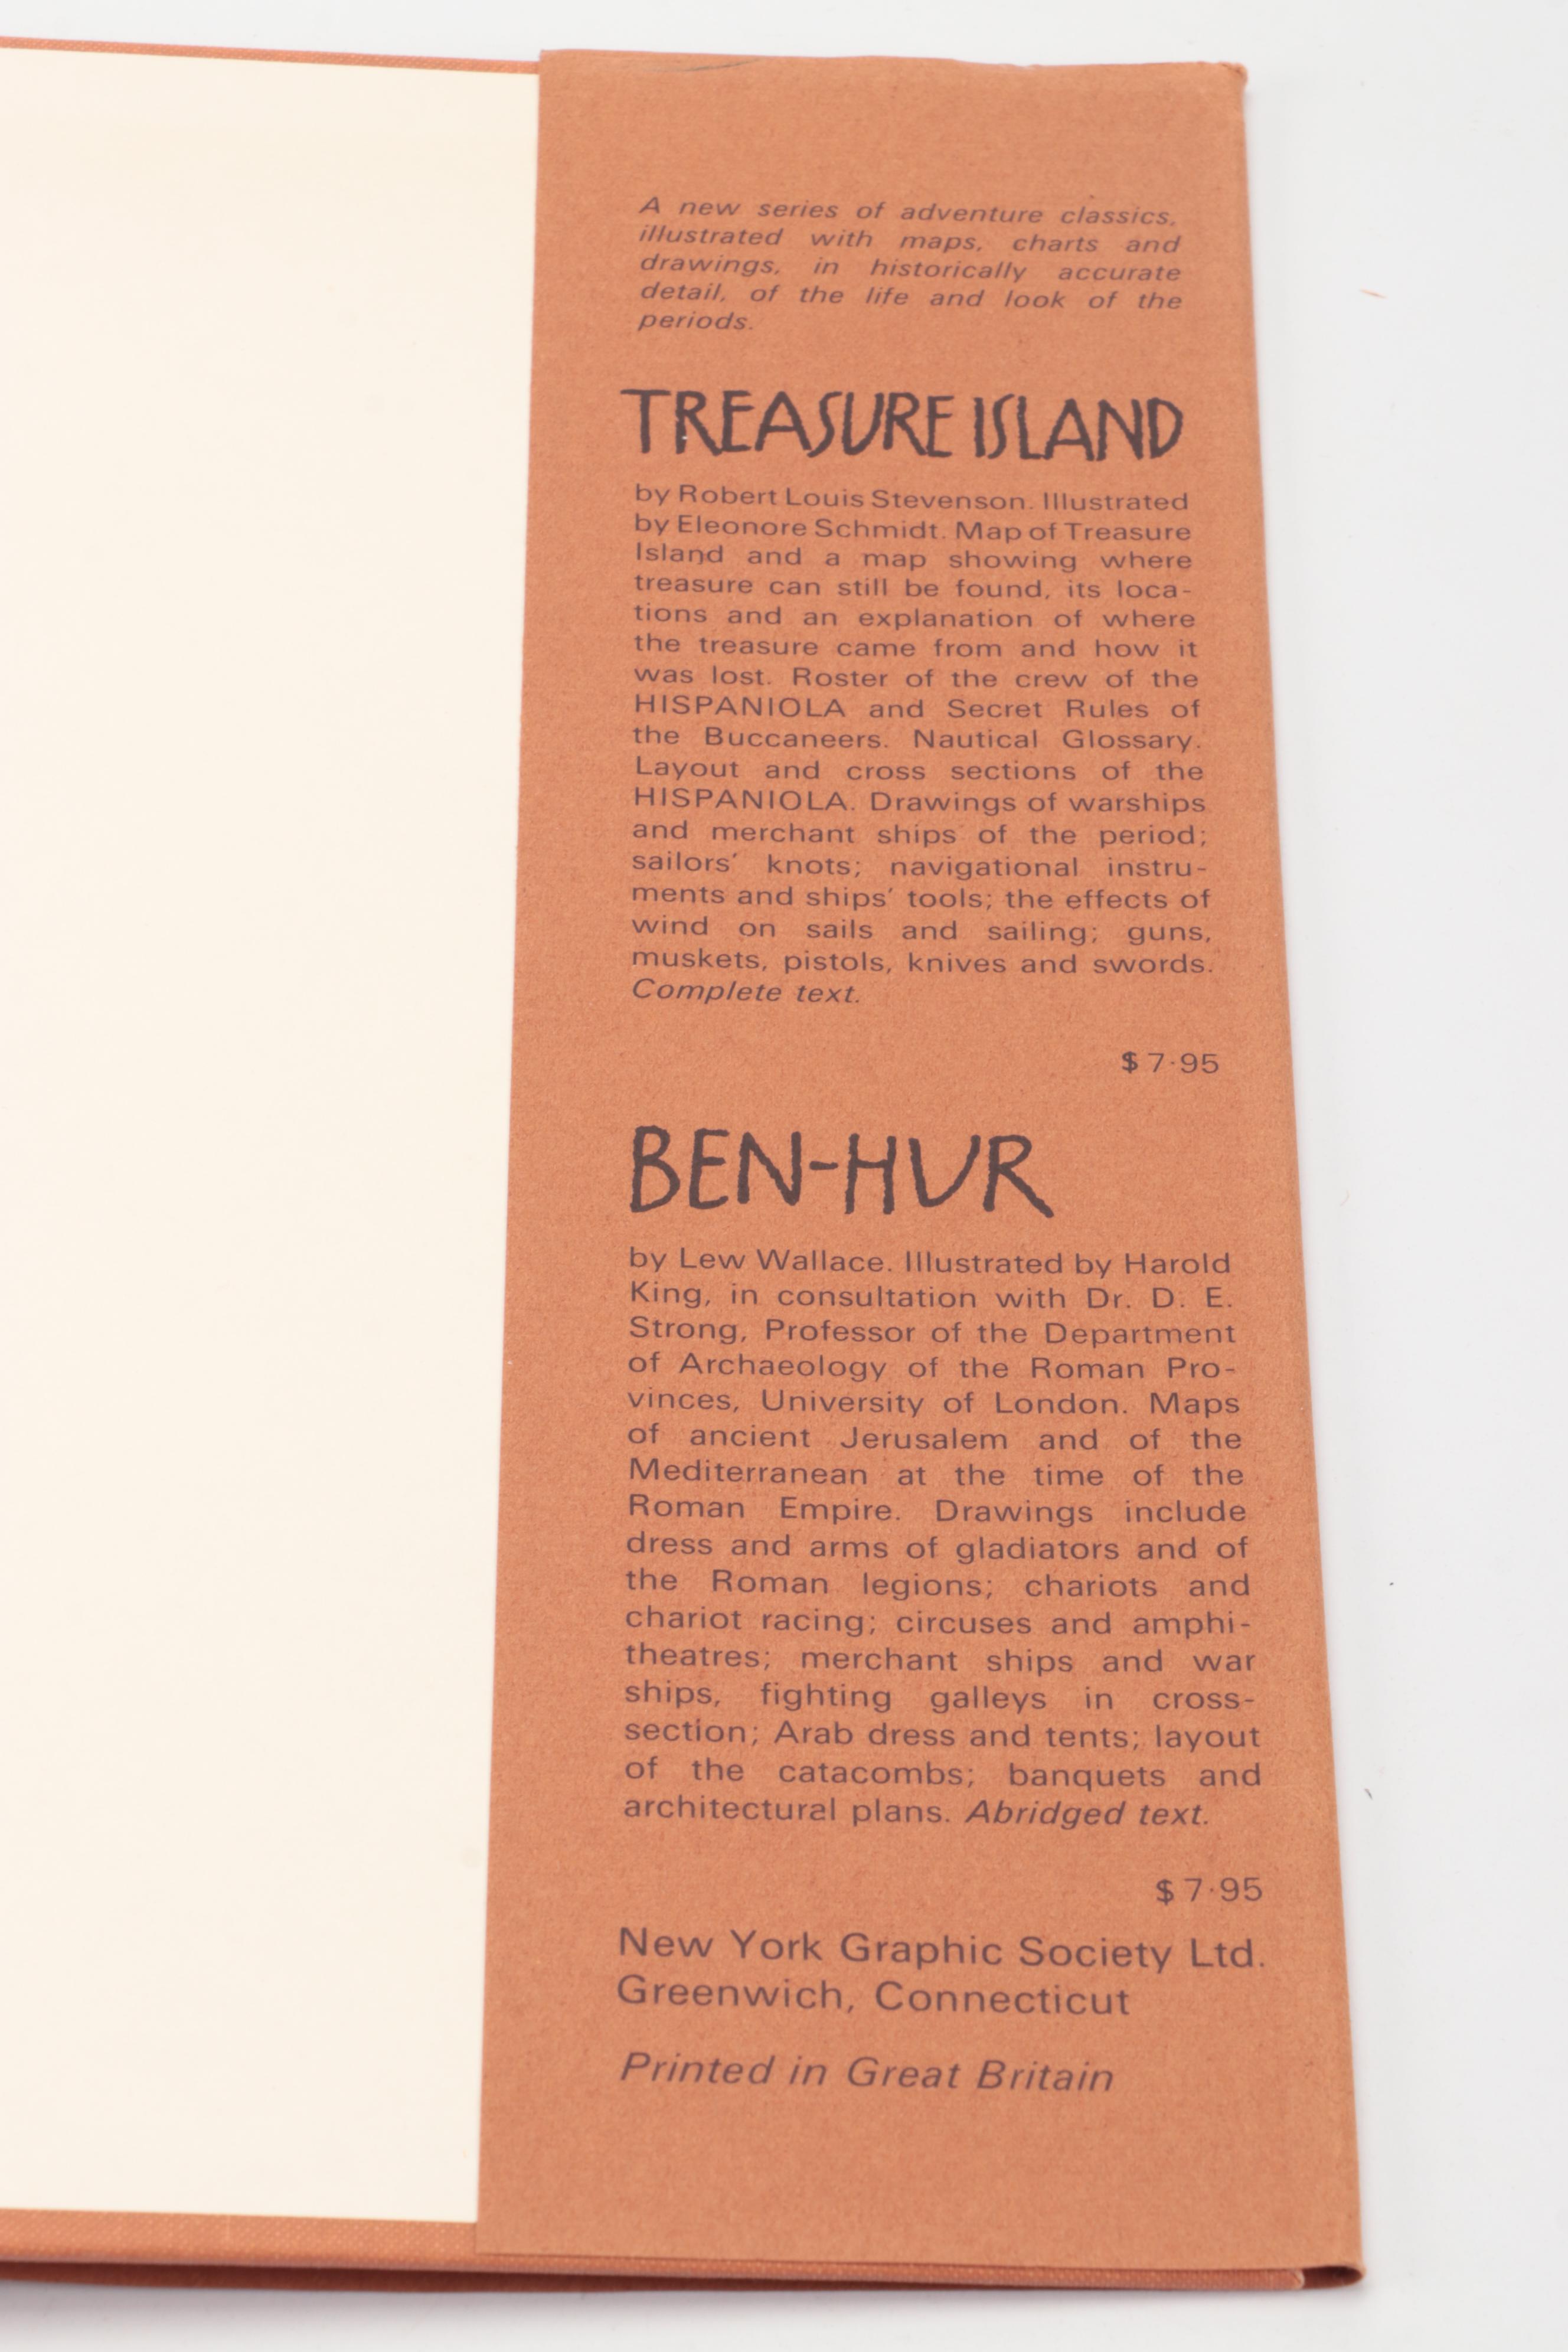 A new series of adventure classics,
illustrated with maps, charts and
drawings, in historically accurate
detail, of the life and look of the
periods.
TREASURE ISLAND
by Robert Louis Stevenson. Illustrated
by Eleonore Schmidt. Map of Treasure
Island and a map showing where
treasure can still be found, its loca-
tions and an explanation of where
the treasure came from and how it
was lost. Roster of the crew of the
HISPANIOLA and Secret Rules of
the Buccaneers. Nautical Glossary.
Layout and cross sections of the
HISPANIOLA. Drawings of warships
and merchant ships of the period;
sailors' knots; navigational instru-
ments and ships' tools; the effects of
wind on sails and sailing; guns,
muskets, pistols, knives and swords.
Complete text.
$7·95
BEN-HUR
by Lew Wallace. Illustrated by Harold
King, in consultation with Dr. D. E.
Strong, Professor of the Department
of Archaeology of the Roman Pro-
vinces, University of London. Maps
of ancient Jerusalem and of the
Mediterranean at the time of the
Roman Empire. Drawings include
dress and arms of gladiators and of
the Roman legions; chariots and
chariot racing; circuses and amphi-
theatres; merchant ships and war
ships, fighting galleys in cross-
section; Arab dress and tents; layout
of the catacombs; banquets and
architectural plans. Abridged text.
$7·95
New York Graphic Society Ltd.
Greenwich, Connecticut
Printed in Great Britain